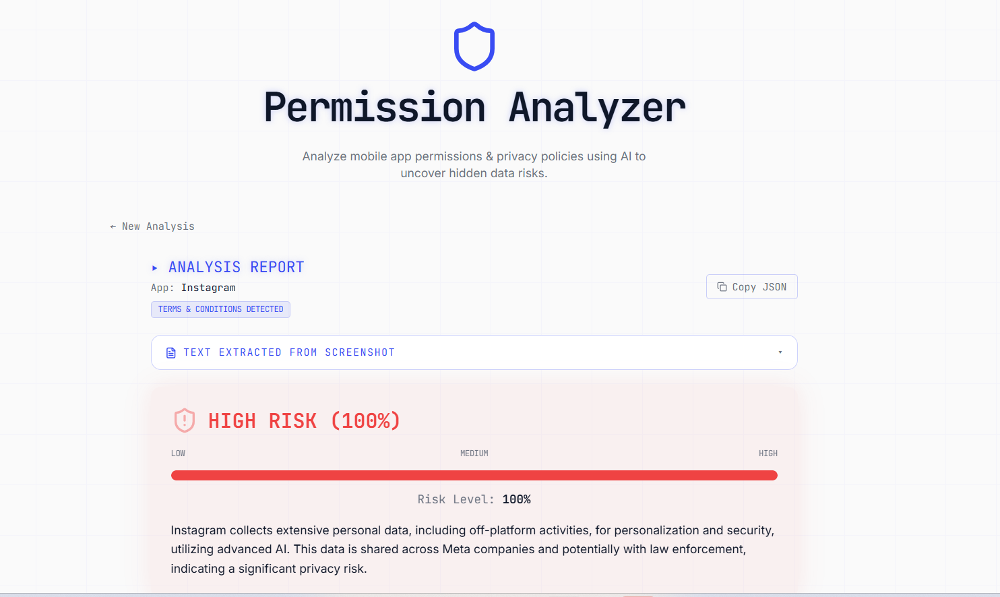 Permission Analyzer
Analyze mobile app permissions & privacy policies using AI to
uncover hidden data risks.
← New Analysis
▸ ANALYSIS REPORT
App: Instagram
Copy JSON
TERMS & CONDITIONS DETECTED
TEXT EXTRACTED FROM SCREENSHOT
HIGH RISK (100%)
LOW MEDIUM HIGH
Risk Level: 100%
Instagram collects extensive personal data, including off-platform activities, for personalization and security,
utilizing advanced AI. This data is shared across Meta companies and potentially with law enforcement,
indicating a significant privacy risk.